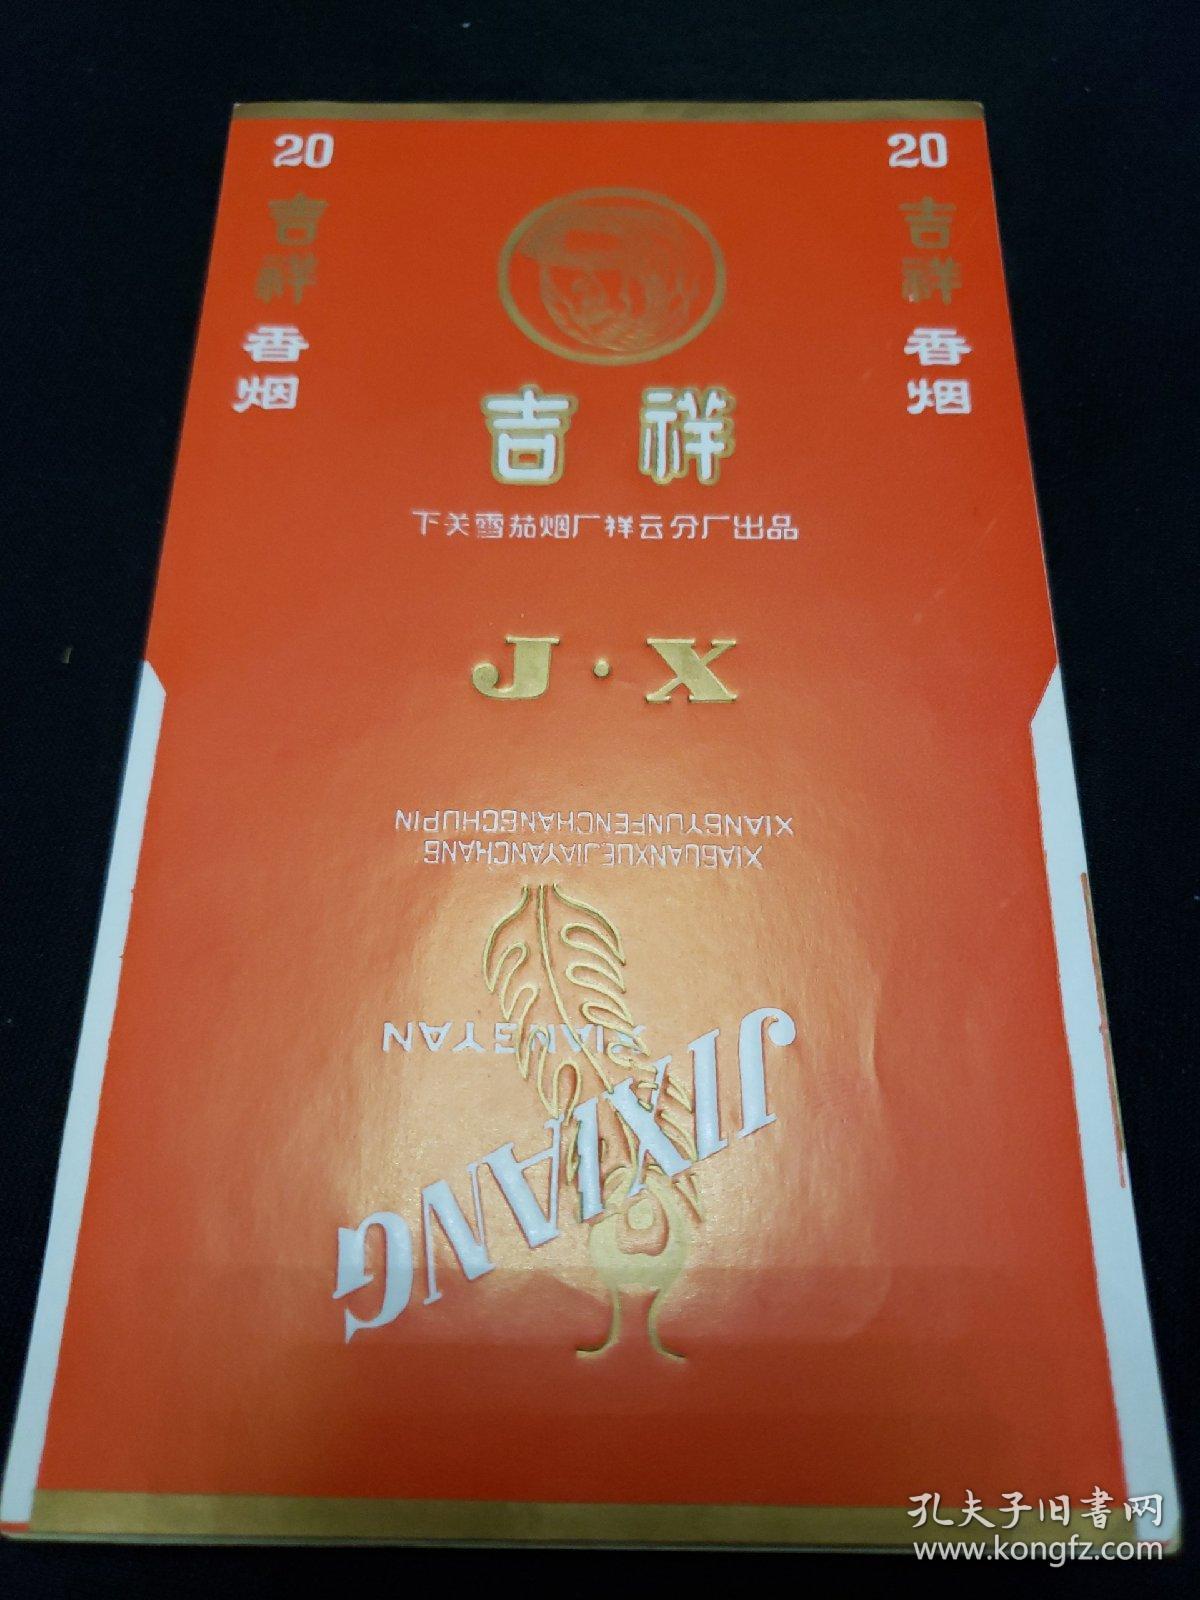 20
吉祥香烟
20
吉祥香烟
吉祥
下关雪茄烟厂祥云分厂出品
J·X
XIANGYUNFENCHANGCHUPIN
XIAGUANXUEJIAYANCHANG
XIANGYAN
JIXIANG
孔夫子旧书网
www.kongfz.com